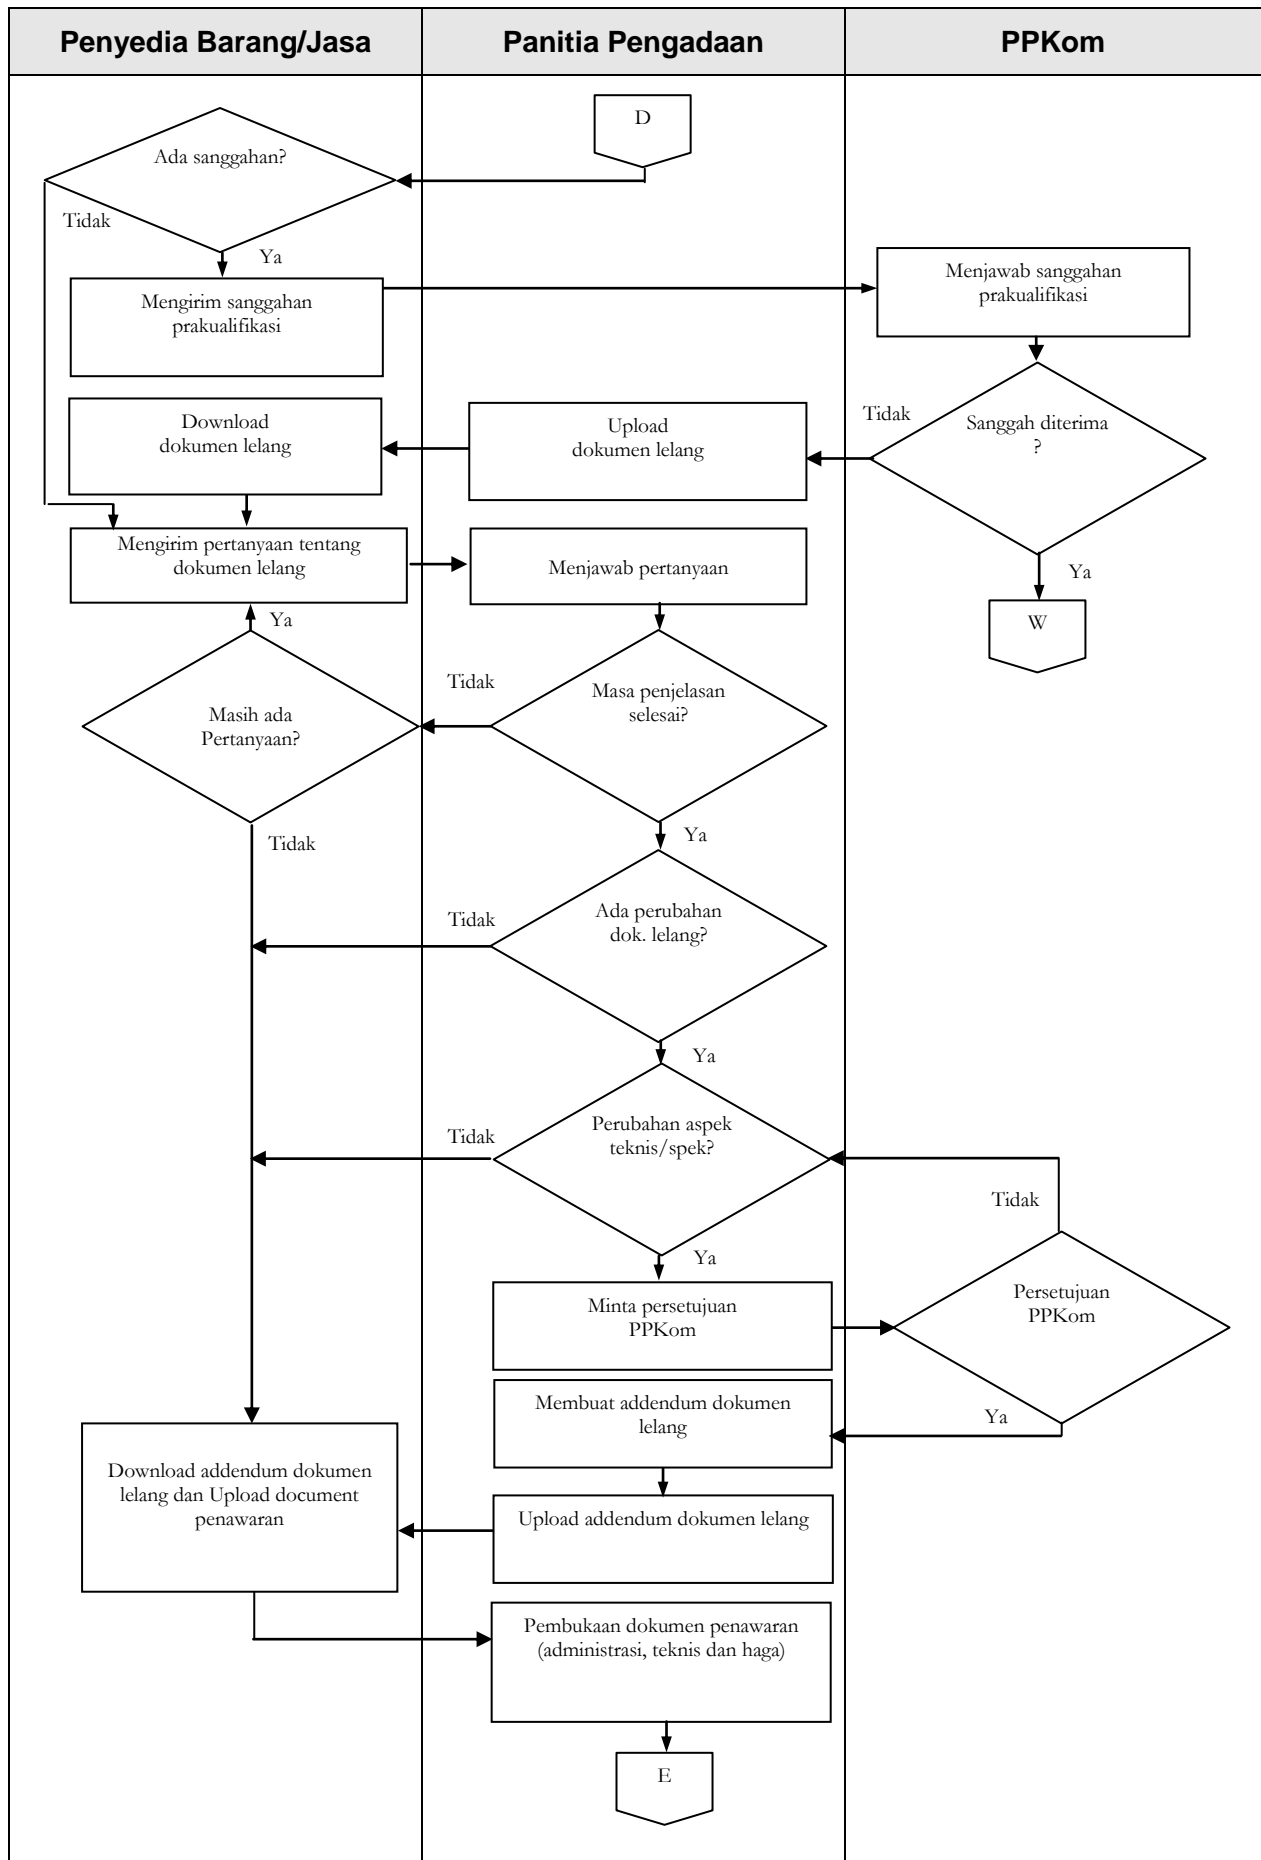 Penyedia Barang/Jasa
Panitia Pengadaan
PPKom
D
Ada sanggahan?
Tidak
Ya
Mengirim sanggahan
prakualifikasi
Menjawab sanggahan
prakualifikasi
Sanggah diterima
?
Tidak
Ya
W
Upload
dokumen lelang
Download
dokumen lelang
Mengirim pertanyaan tentang
dokumen lelang
Menjawab pertanyaan
Ya
Masih ada
Pertanyaan?
Tidak
Masa penjelasan
selesai?
Tidak
Ya
Ada perubahan
dok. lelang?
Tidak
Ya
Perubahan aspek
teknis/spek?
Tidak
Ya
Minta persetujuan
PPKom
Persetujuan
PPKom
Tidak
Ya
Membuat addendum dokumen
lelang
Upload addendum dokumen lelang
Download addendum dokumen
lelang dan Upload document
penawaran
Pembukaan dokumen penawaran
(administrasi, teknis dan haga)
E